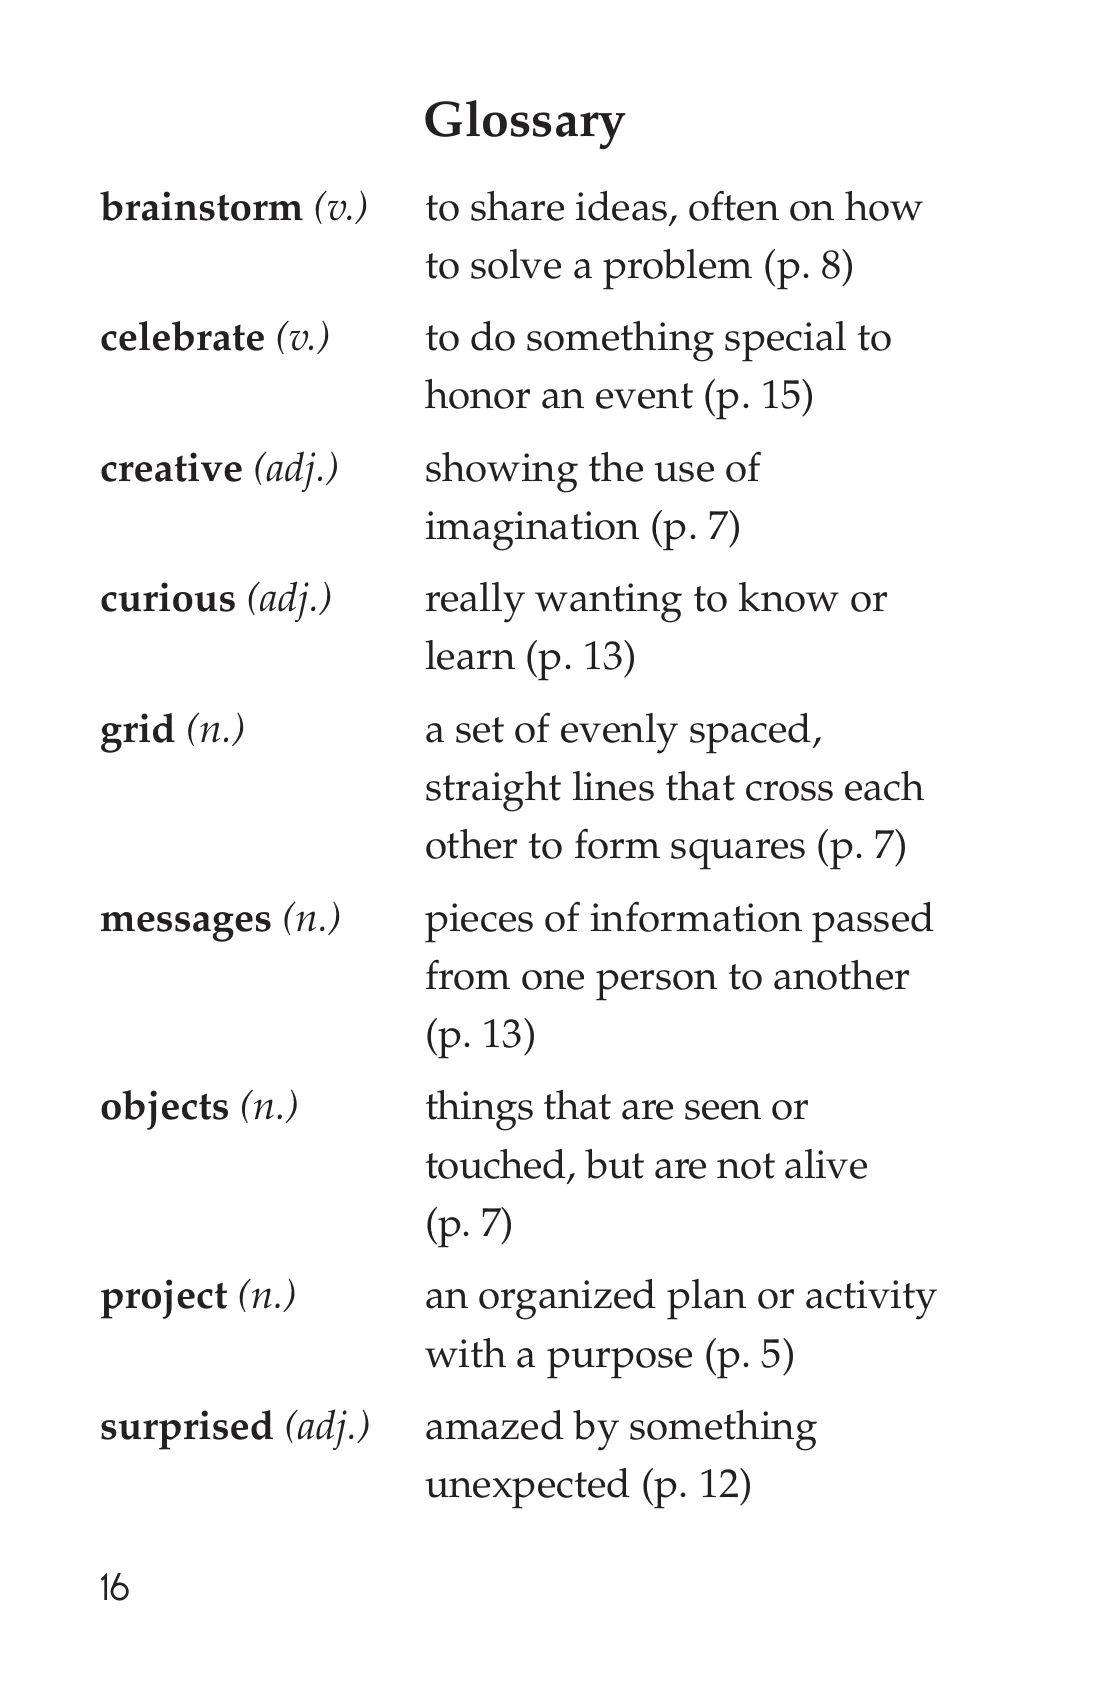 Glossary
brainstorm (v.) to share ideas, often on how
to solve a problem (p. 8)
celebrate (v.) to do something special to
honor an event (p. 15)
creative (adj.) showing the use of
imagination (p. 7)
curious (adj.) really wanting to know or
learn (p. 13)
grid (n.) a set of evenly spaced,
straight lines that cross each
other to form squares (p. 7)
messages (n.) pieces of information passed
from one person to another
(p. 13)
objects (n.) things that are seen or
touched, but are not alive
(p. 7)
project (n.) an organized plan or activity
with a purpose (p. 5)
surprised (adj.) amazed by something
unexpected (p. 12)
16